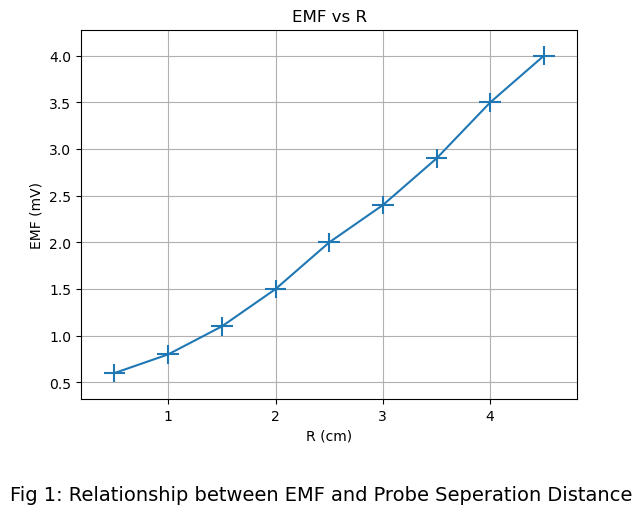 EMF vs R
4.0
3.5
3.0
2.5
2.0
1.5
1.0
0.5
EMF (mV)
1 2 3 4
R (cm)
Fig 1: Relationship between EMF and Probe Seperation Distance